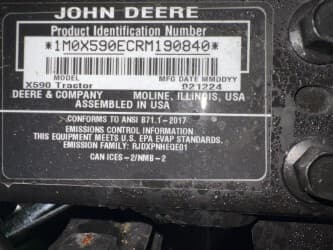 JOHN DEERE
Product Identification Number
*1M0X590ECRM190840*
MODEL MFG DATE MMDDYY
X590 Tractor 021224
DEERE & COMPANY MOLINE, ILLINOIS, USA
ASSEMBLED IN USA
CONFORMS TO ANSI B71.1-2017
EMISSIONS CONTROL INFORMATION
THIS EQUIPMENT MEETS U.S. EPA EVAP STANDARDS.
EMISSION FAMILY: RJDXPNHEQE01
CAN ICES-2/NMB-2